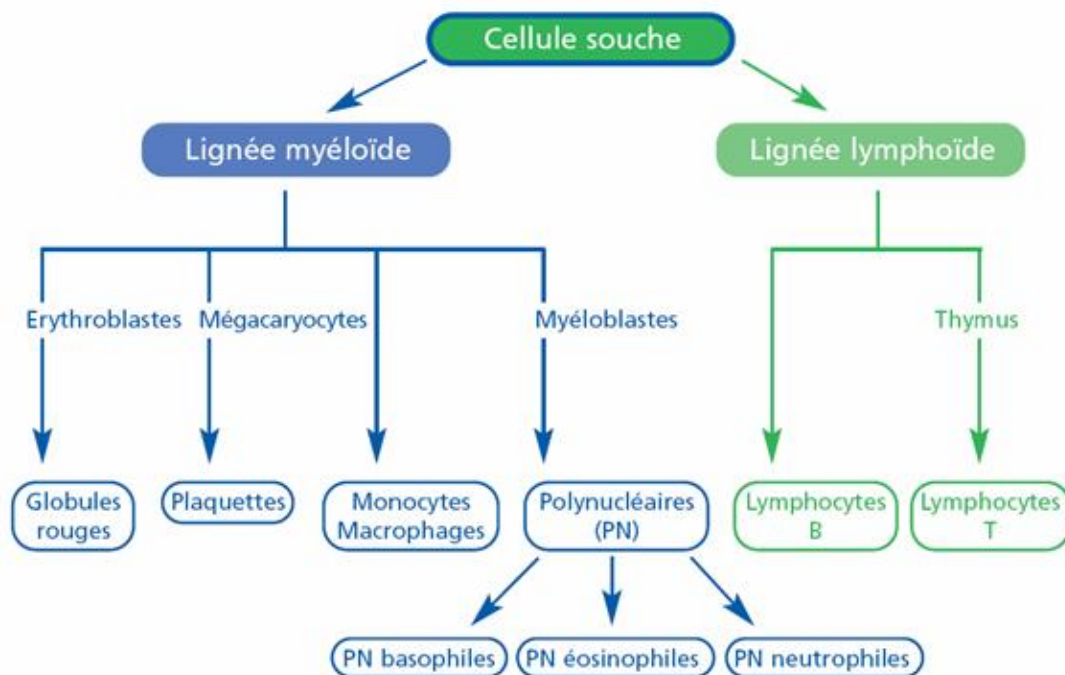 Cellule souche
Lignée myéloïde
Lignée lymphoïde
Erythroblastes
Mégacaryocytes
Myéloblastes
Thymus
Globules
rouges
Plaquettes
Monocytes
Macrophages
Polynucléaires
(PN)
Lymphocytes
B
Lymphocytes
T
PN basophiles
PN éosinophiles
PN neutrophiles